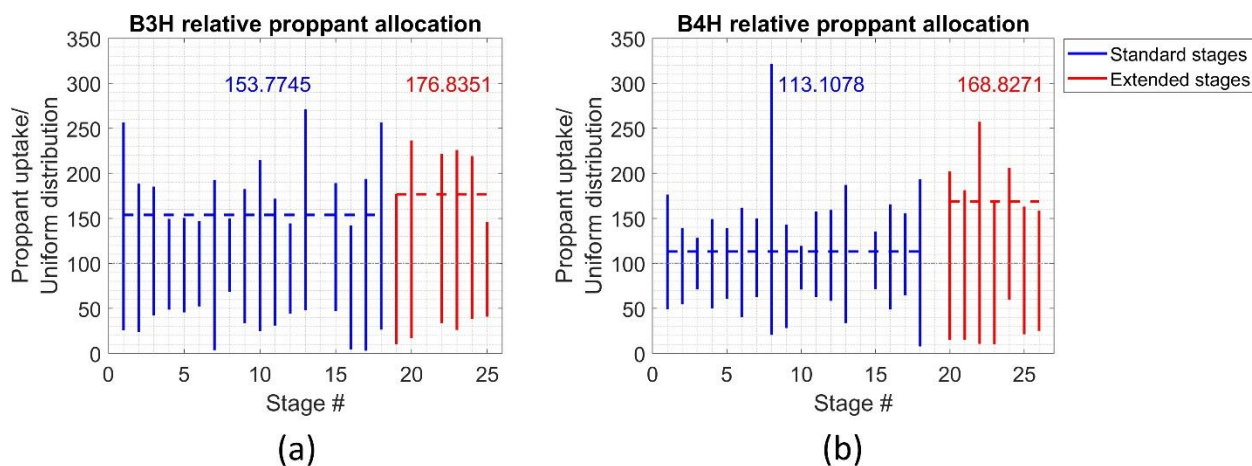 B3H relative proppant allocation
Proppant uptake/
Uniform distribution
350
300
250
200
150
100
50
0
153.7745
176.8351
0
5
10
15
20
25
Stage #
(a)
B4H relative proppant allocation
Proppant uptake/
Uniform distribution
350
300
250
200
150
100
50
0
113.1078
168.8271
0
5
10
15
20
25
Stage #
(b)
Standard stages
Extended stages